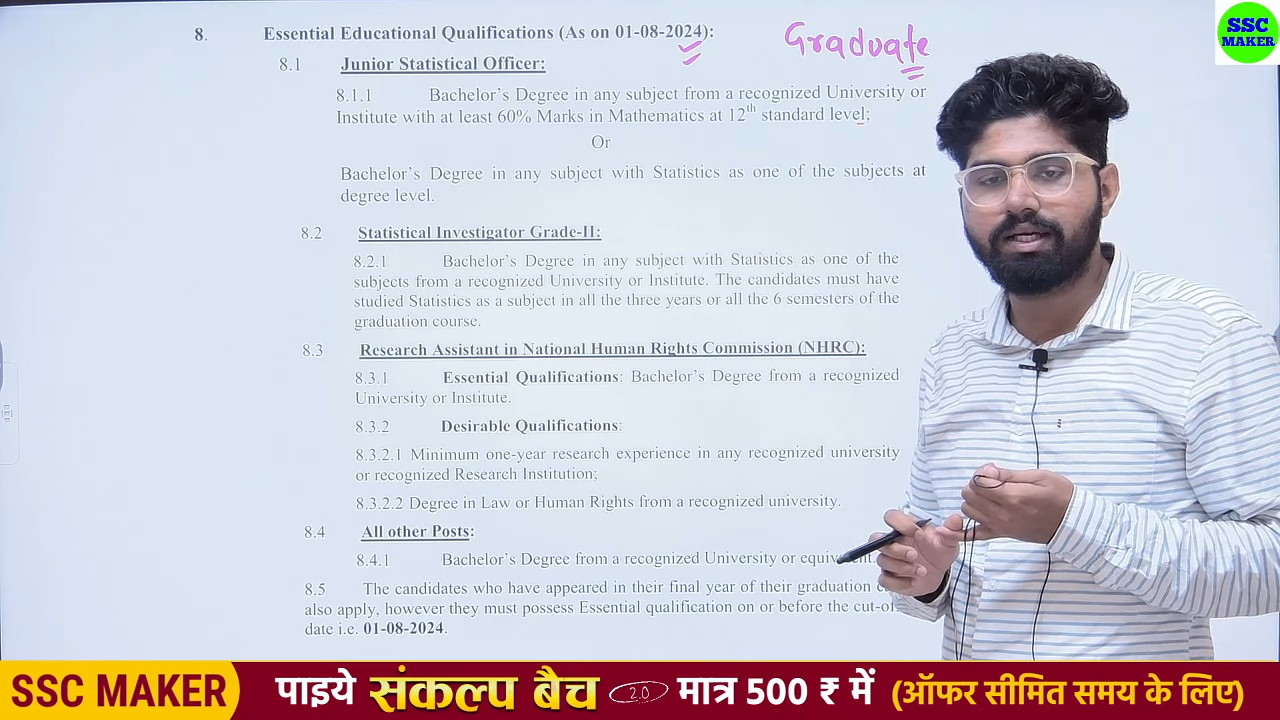 SSC
MAKER
8. Essential Educational Qualifications (As on 01-08-2024):
Graduate
8.1 Junior Statistical Officer:
8.1.1 Bachelor's Degree in any subject from a recognized University or
Institute with at least 60% Marks in Mathematics at 12th standard level;
Or
Bachelor's Degree in any subject with Statistics as one of the subjects at
degree level.
8.2 Statistical Investigator Grade-II:
8.2.1 Bachelor's Degree in any subject with Statistics as one of the
subjects from a recognized University or Institute. The candidates must have
studied Statistics as a subject in all the three years or all the 6 semesters of the
graduation course.
8.3 Research Assistant in National Human Rights Commission (NHRC):
8.3.1 Essential Qualifications: Bachelor's Degree from a recognized
University or Institute.
8.3.2 Desirable Qualifications:
8.3.2.1 Minimum one-year research experience in any recognized university
or recognized Research Institution;
8.3.2.2 Degree in Law or Human Rights from a recognized university.
8.4 All other Posts:
8.4.1 Bachelor's Degree from a recognized University or
8.5 The candidates who have appeared in their final year of their graduation
also apply, however they must possess Essential qualification on or before the
date i.e. 01-08-2024.
SSC MAKER पाइये संकल्प बैच 2.0 मात्र 500 ₹ में (ऑफर सीमित समय के लिए)